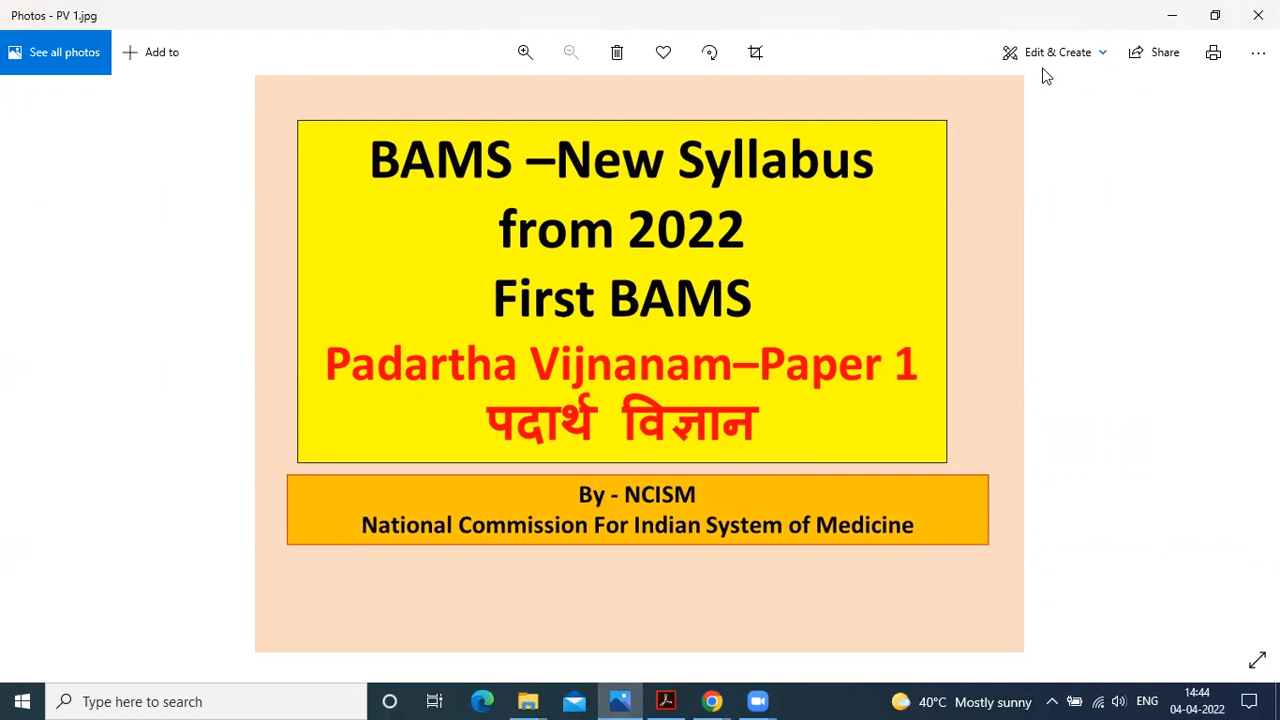 Photos - PV 1.jpg
See all photos
Add to
Edit & Create
Share
BAMS –New Syllabus
from 2022
First BAMS
Padartha Vijnanam–Paper 1
पदार्थ विज्ञान
By - NCISM
National Commission For Indian System of Medicine
Type here to search
40°C Mostly sunny
ENG
14:44
04-04-2022